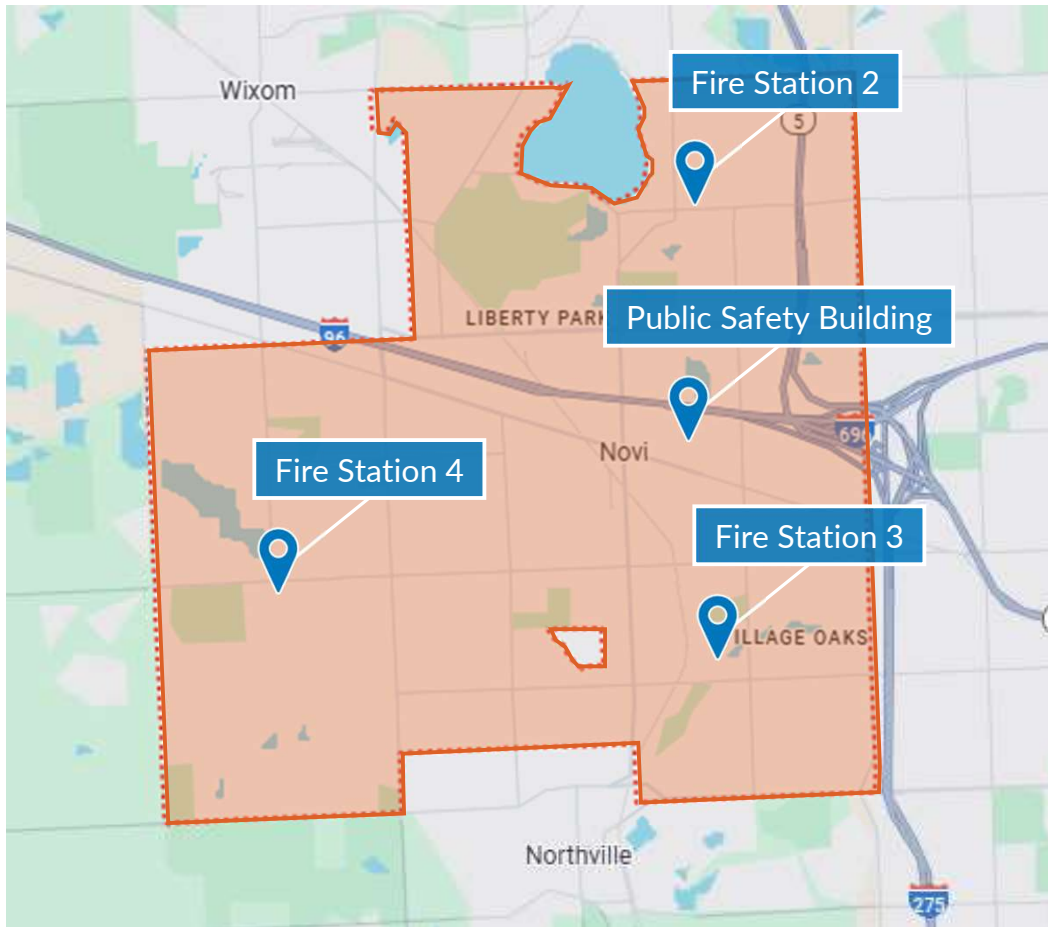 Wixom
Fire Station 2
5
LIBERTY PARK
Public Safety Building
96
696
Novi
Fire Station 4
Fire Station 3
ILLAGE OAKS
Northville
275